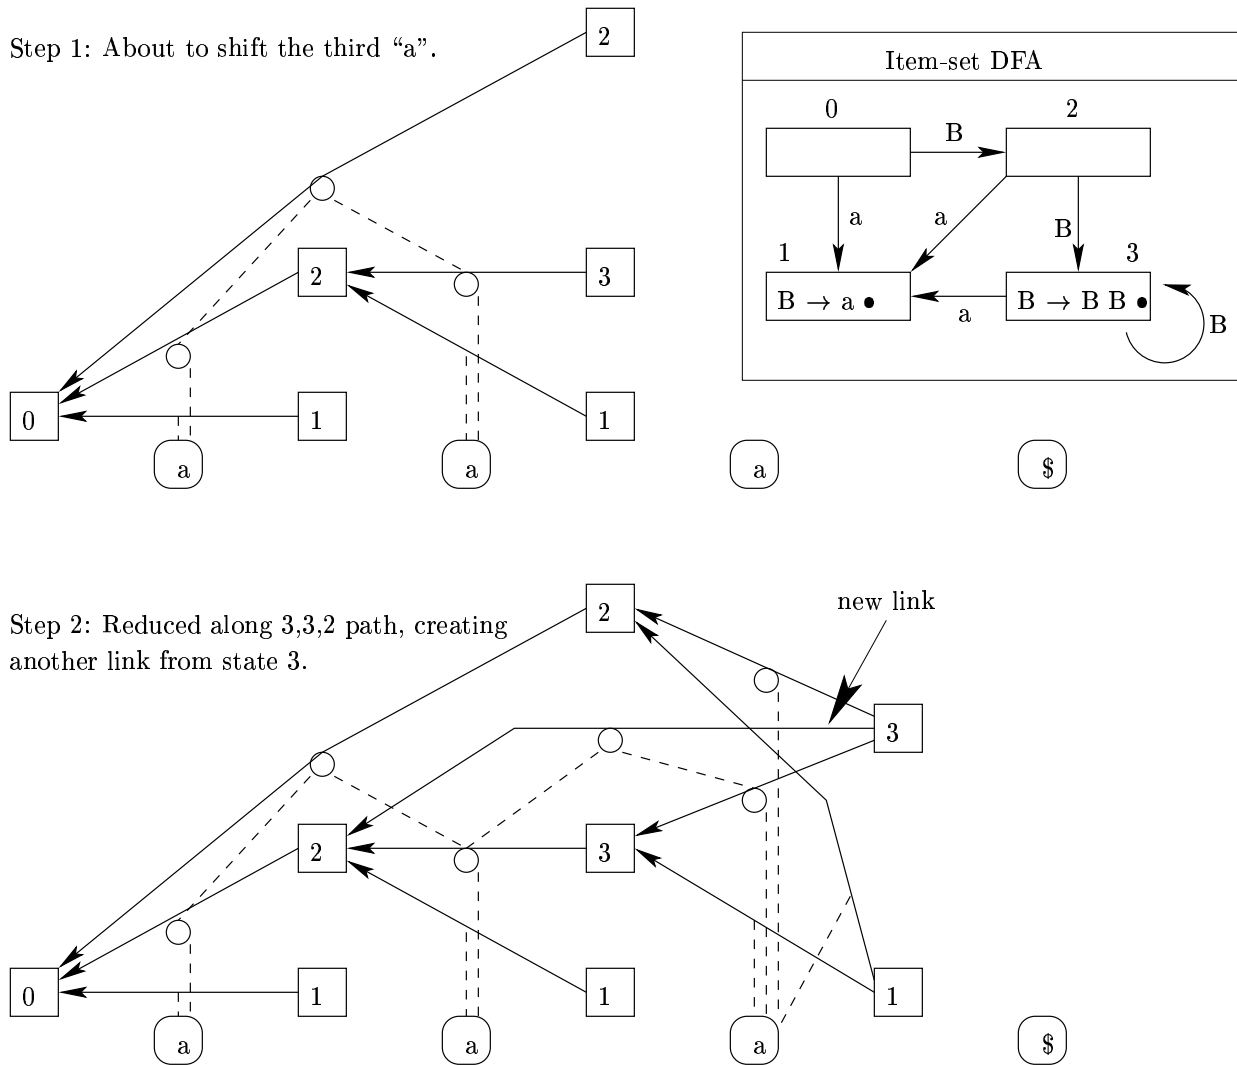 2
Step 1: About to shift the third “a”.
Item-set DFA
0
2
B
a
a
B
2
3
1
3
B → a •
B → B B •
a
B
0
1
1
a
a
a
$
2
new link
Step 2: Reduced along 3,3,2 path, creating
another link from state 3.
3
2
3
0
1
1
1
a
a
a
$